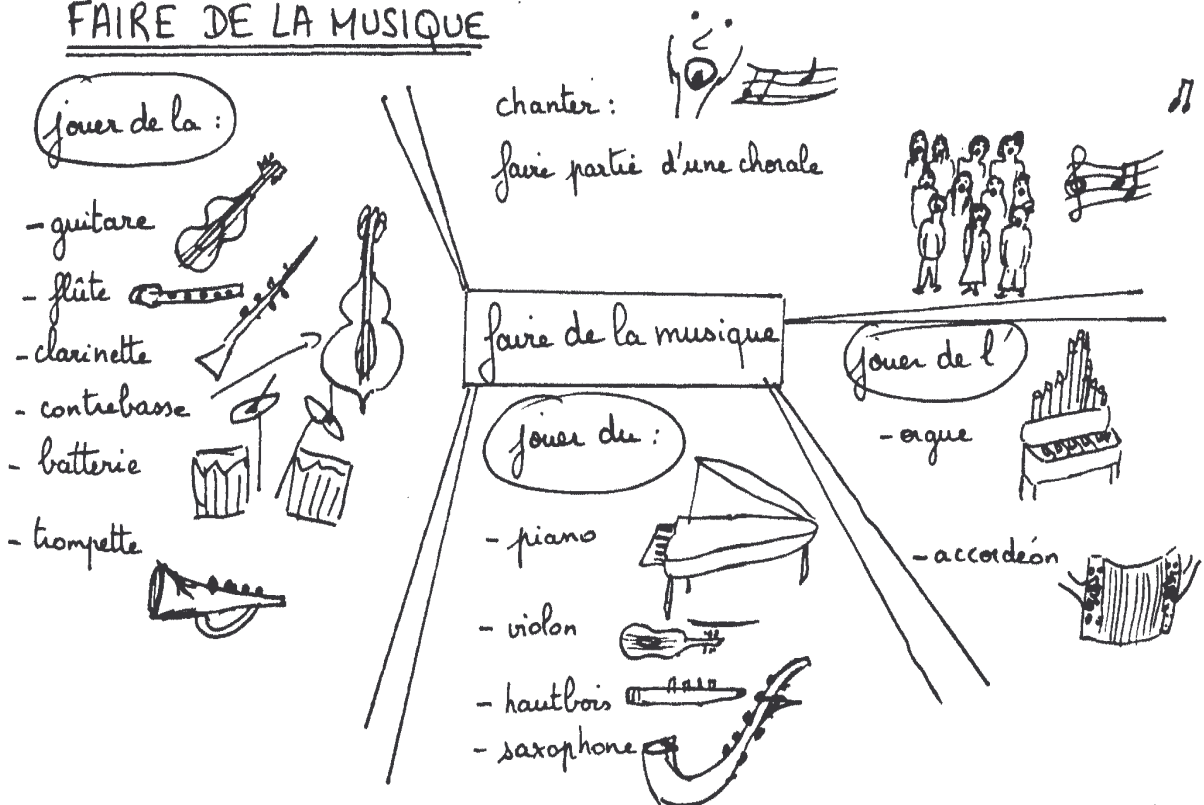 FAIRE DE LA MUSIQUE
jouer de la :
- guitare
- flûte
- clarinette
- contrebasse
- batterie
- trompette
chanter :
faire partie d'une chorale
faire de la musique
jouer du :
- piano
- violon
- hautbois
- saxophone
jouer de l'
- orgue
- accordéon